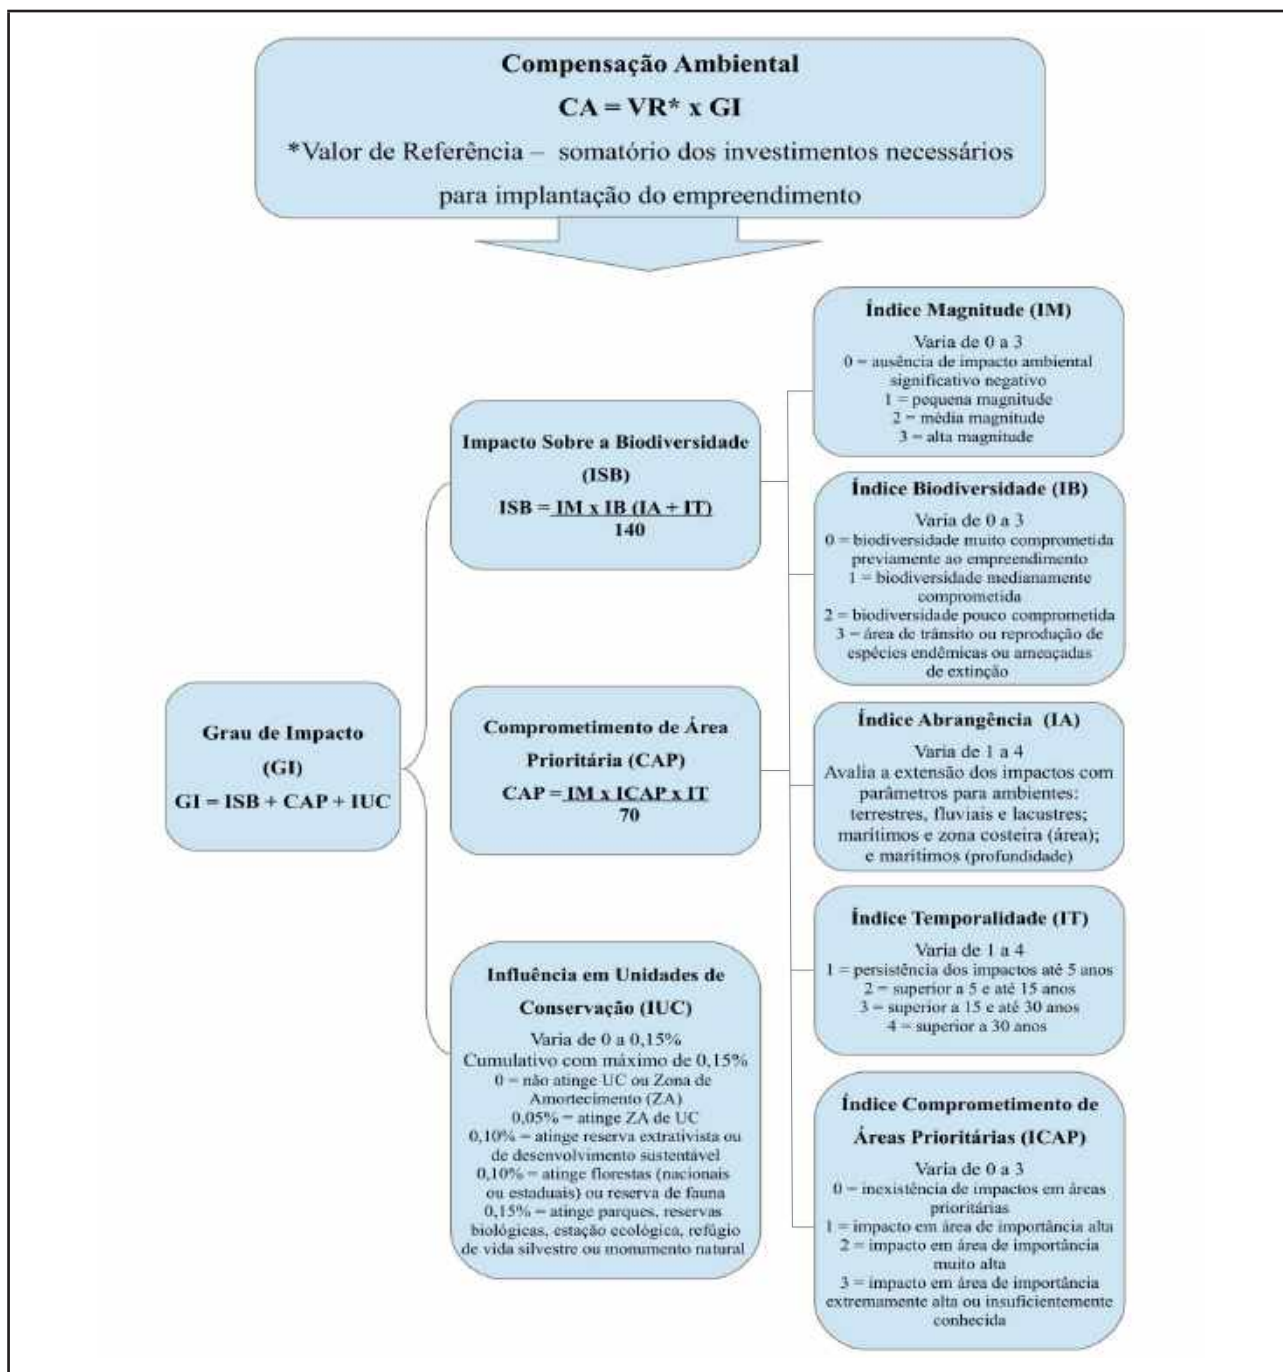 Compensação Ambiental
CA = VR* x GI
*Valor de Referência – somatório dos investimentos necessários
para implantação do empreendimento
Grau de Impacto
(GI)
GI = ISB + CAP + IUC
Impacto Sobre a Biodiversidade
(ISB)
ISB = IM x IB (IA + IT)
140
Comprometimento de Área
Prioritária (CAP)
CAP = IM x ICAP x IT
70
Influência em Unidades de
Conservação (IUC)
Varia de 0 a 0,15%
Cumulativo com máximo de 0,15%
0 = não atinge UC ou Zona de
Amortecimento (ZA)
0,05% = atinge ZA de UC
0,10% = atinge reserva extrativista ou
de desenvolvimento sustentável
0,10% = atinge florestas (nacionais
ou estaduais) ou reserva de fauna
0,15% = atinge parques, reservas
biológicas, estação ecológica, refúgio
de vida silvestre ou monumento natural
Índice Magnitude (IM)
Varia de 0 a 3
0 = ausência de impacto ambiental
significativo negativo
1 = pequena magnitude
2 = média magnitude
3 = alta magnitude
Índice Biodiversidade (IB)
Varia de 0 a 3
0 = biodiversidade muito comprometida
previamente ao empreendimento
1 = biodiversidade medianamente
comprometida
2 = biodiversidade pouco comprometida
3 = área de trânsito ou reprodução de
espécies endêmicas ou ameaçadas
de extinção
Índice Abrangência (IA)
Varia de 1 a 4
Avalia a extensão dos impactos com
parâmetros para ambientes:
terrestres, fluviais e lacustres;
marítimos e zona costeira (área);
e marítimos (profundidade)
Índice Temporalidade (IT)
Varia de 1 a 4
1 = persistência dos impactos até 5 anos
2 = superior a 5 e até 15 anos
3 = superior a 15 e até 30 anos
4 = superior a 30 anos
Índice Comprometimento de
Áreas Prioritárias (ICAP)
Varia de 0 a 3
0 = inexistência de impactos em áreas
prioritárias
1 = impacto em área de importância alta
2 = impacto em área de importância
muito alta
3 = impacto em área de importância
extremamente alta ou insuficientemente
conhecida